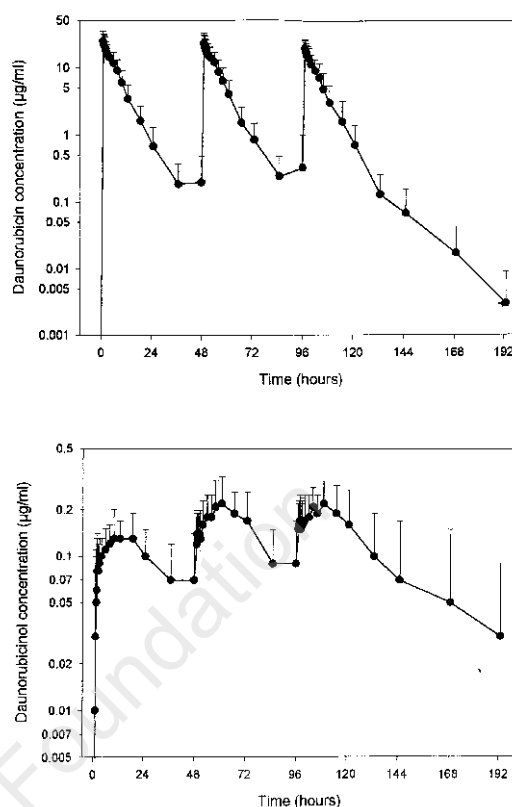 Daunorubicin concentration (µg/ml)
50
10
5
1
0.5
0.1
0.05
0.01
0.005
0.001
0 24 48 72 96 120 144 168 192
Time (hours)
Daunorubicinol concentration (µg/ml)
0.5
0.2
0.1
0.07
0.05
0.02
0.01
0.005
0 24 48 72 96 120 144 168 192
Time (hours)
Foundation